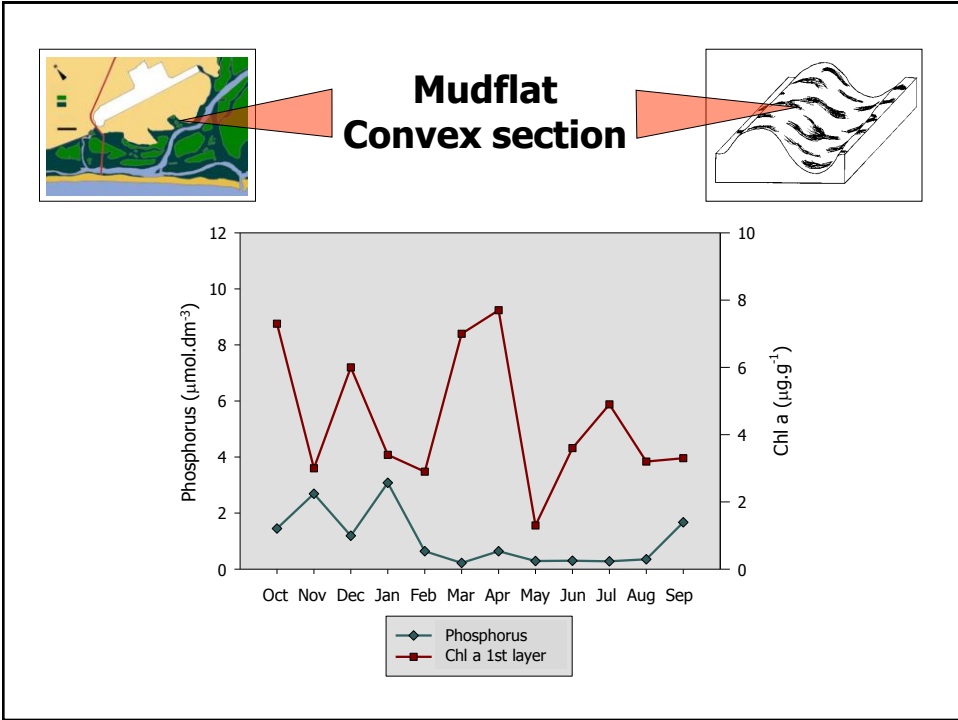 Mudflat
Convex section
Phosphorus (μmol.dm⁻³)
12
10
8
6
4
2
0
10
8
6
4
2
0
Chl a (μg.g⁻¹)
Oct Nov Dec Jan Feb Mar Apr May Jun Jul Aug Sep
Phosphorus
Chl a 1st layer